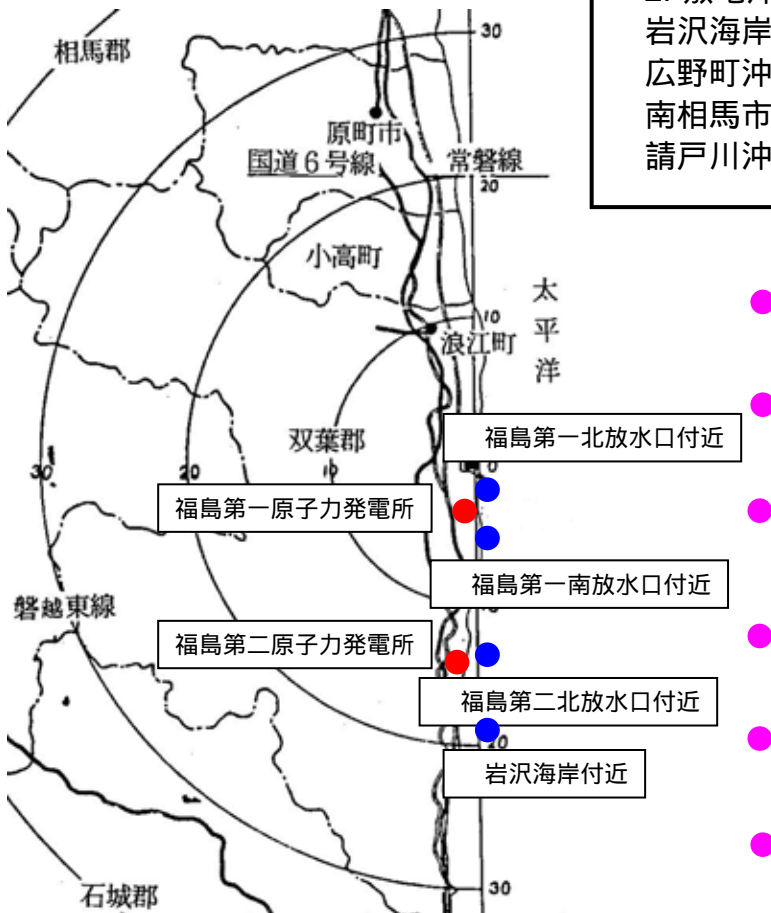 岩沢海岸
広野町沖
南相馬市
請戸川沖
30
相馬郡
原町市
国道6号線
常磐線
20
小高町
太平洋
10
浪江町
福島第一北放水口付近
双葉郡
30
20
10
0
福島第一原子力発電所
福島第一南放水口付近
磐越東線
福島第二原子力発電所
福島第二北放水口付近
岩沢海岸付近
30
石城郡